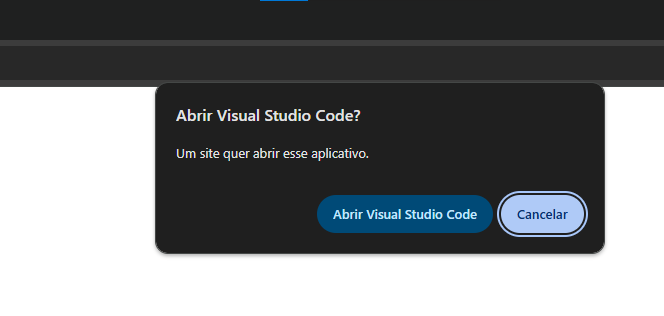 Abrir Visual Studio Code?
Um site quer abrir esse aplicativo.
Abrir Visual Studio Code
Cancelar